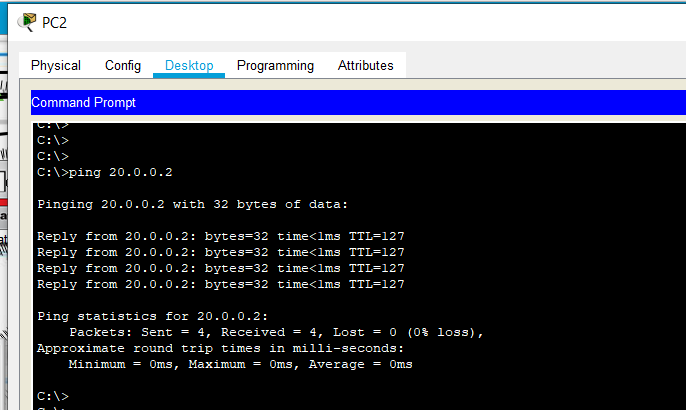 PC2
Physical Config Desktop Programming Attributes
Command Prompt
C:\>
C:\>
C:\>
C:\>ping 20.0.0.2
Pinging 20.0.0.2 with 32 bytes of data:
Reply from 20.0.0.2: bytes=32 time<1ms TTL=127
Reply from 20.0.0.2: bytes=32 time<1ms TTL=127
Reply from 20.0.0.2: bytes=32 time<1ms TTL=127
Reply from 20.0.0.2: bytes=32 time<1ms TTL=127
Ping statistics for 20.0.0.2:
Packets: Sent = 4, Received = 4, Lost = 0 (0% loss),
Approximate round trip times in milli-seconds:
Minimum = 0ms, Maximum = 0ms, Average = 0ms
C:\>